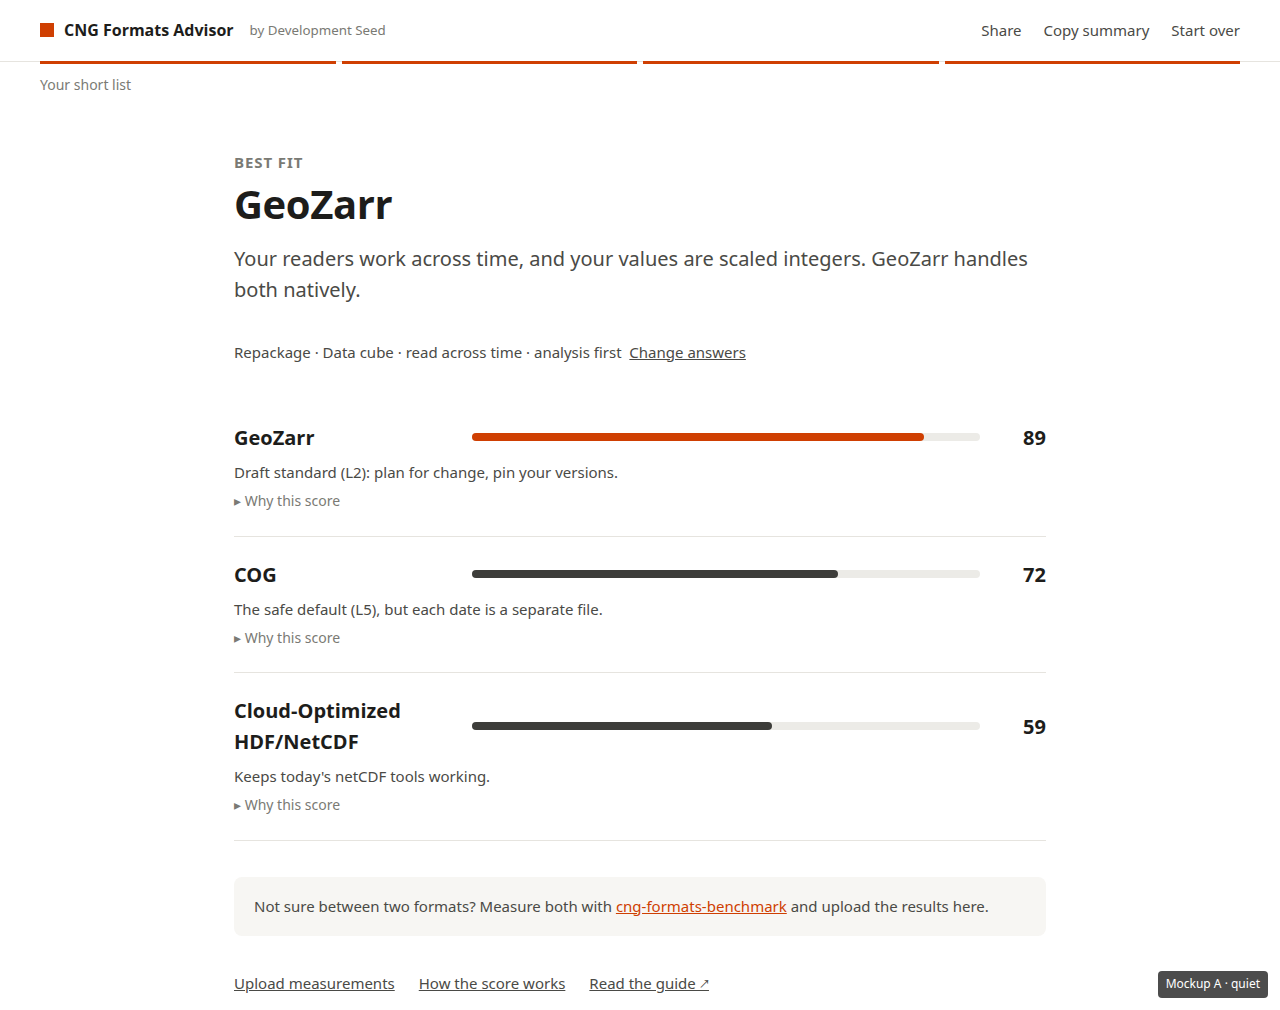 CNG Formats Advisor by Development Seed Share Copy summary Start over
Your short list
BEST FIT
GeoZarr
Your readers work across time, and your values are scaled integers. GeoZarr handles
both natively.
Repackage · Data cube · read across time · analysis first Change answers
GeoZarr 89
Draft standard (L2): plan for change, pin your versions.
▸ Why this score
COG 72
The safe default (L5), but each date is a separate file.
▸ Why this score
Cloud-Optimized
HDF/NetCDF 59
Keeps today's netCDF tools working.
▸ Why this score
Not sure between two formats? Measure both with cng-formats-benchmark and upload the results here.
Upload measurements How the score works Read the guide ↗
Mockup A · quiet